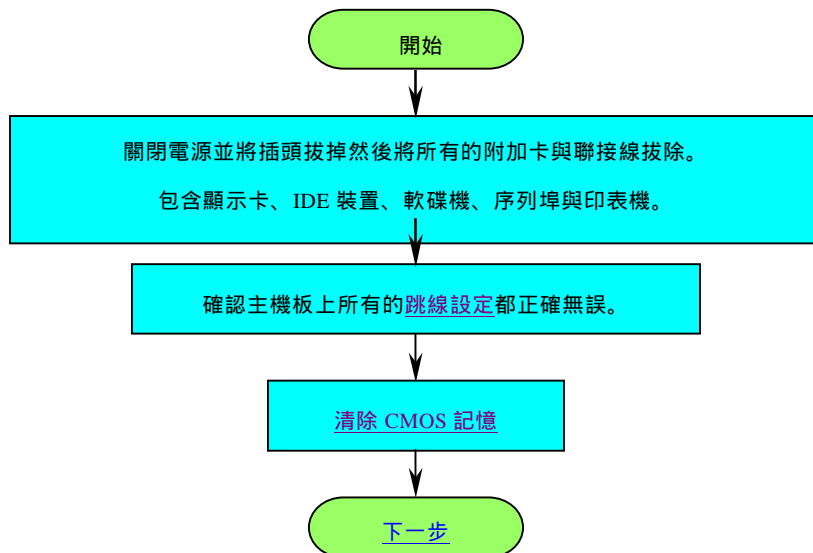 開始
關閉電源並將插頭拔掉然後將所有的附加卡與聯接線拔除。
包含顯示卡、IDE 裝置、軟碟機、序列埠與印表機。
確認主機板上所有的跳線設定都正確無誤。
清除 CMOS 記憶
下一步